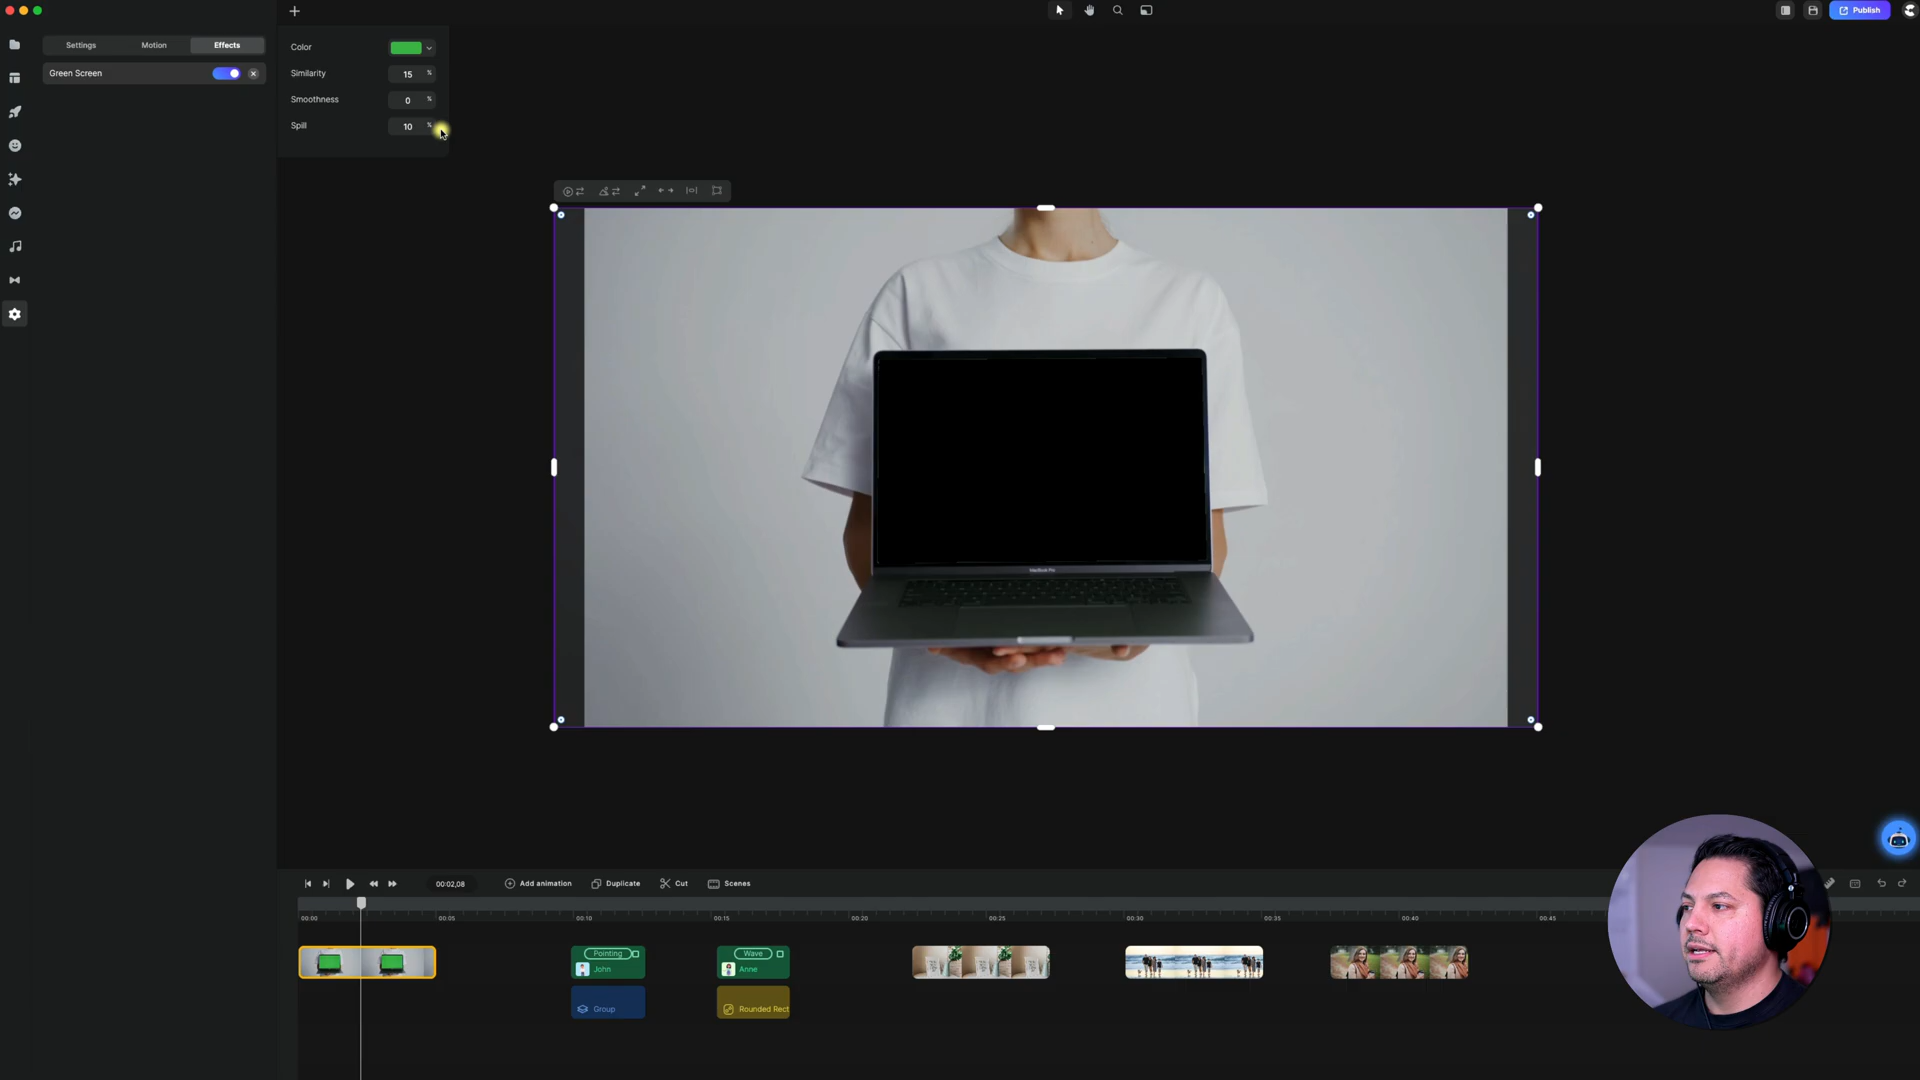 Publish
Settings
Motion
Effects
Green Screen
Color
Similarity
15 %
Smoothness
0 %
Spill
10 %
MacBook Pro
00:02,08
Add animation
Duplicate
Cut
Scenes
00:00
00:05
00:10
00:15
00:20
00:25
00:30
00:35
00:40
00:45
Pointing
John
Wave
Anne
Group
Rounded Rect